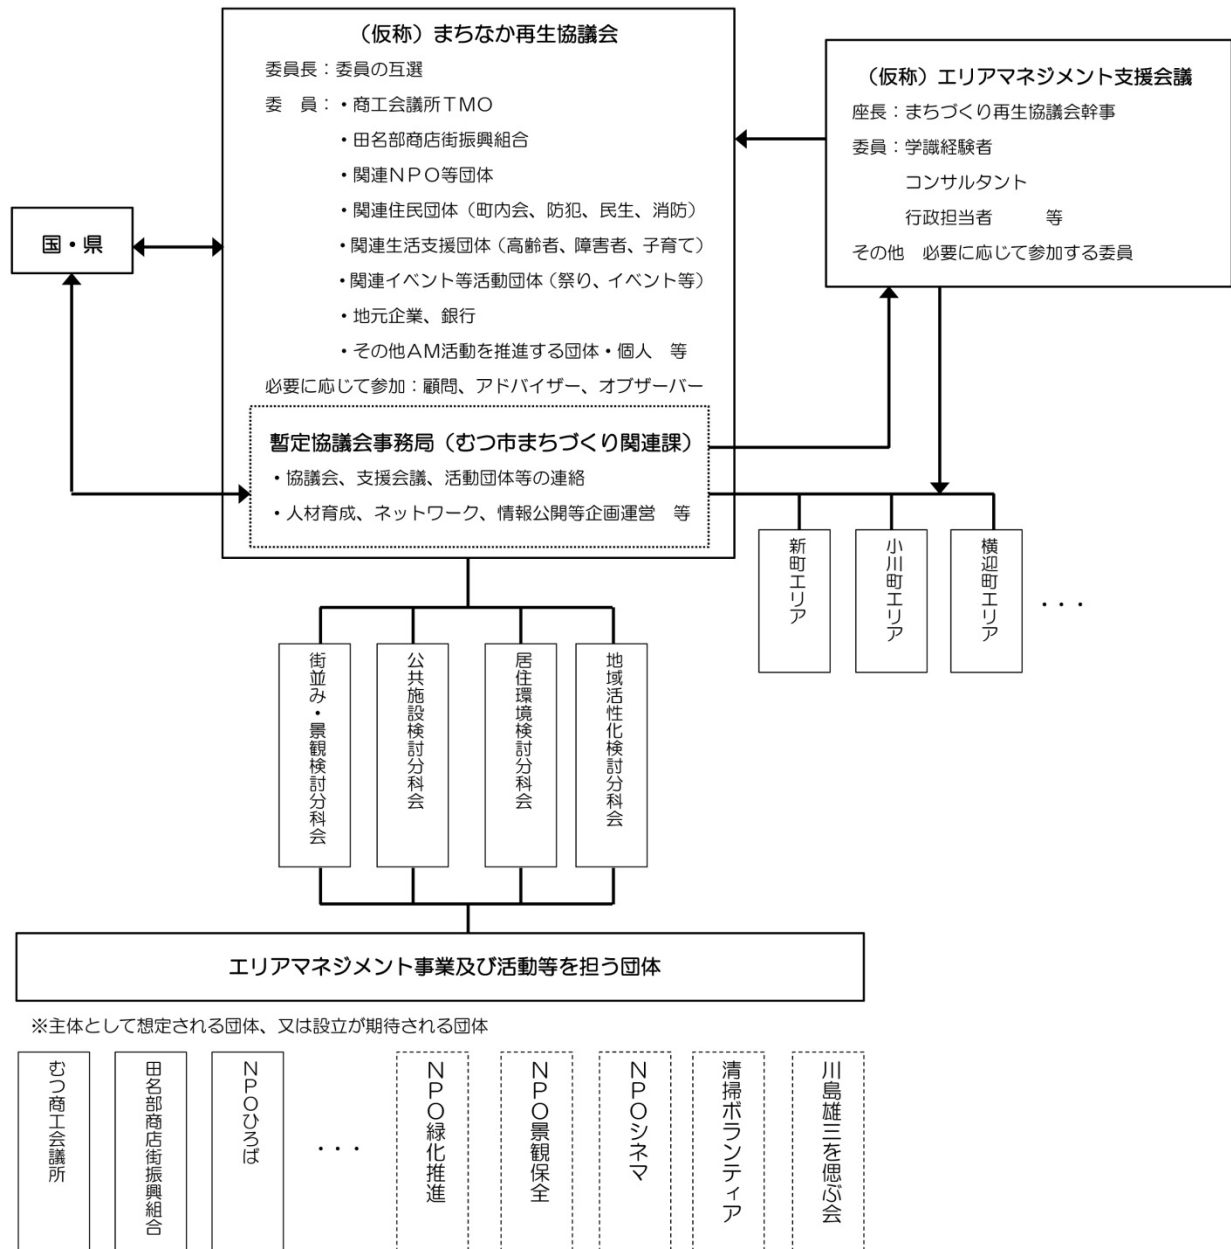 （仮称）まちなか再生協議会
委員長：委員の互選
委　員：・商工会議所ＴＭＯ
・田名部商店街振興組合
・関連ＮＰＯ等団体
・関連住民団体（町内会、防犯、民生、消防）
・関連生活支援団体（高齢者、障害者、子育て）
・関連イベント等活動団体（祭り、イベント等）
・地元企業、銀行
・その他ＡＭ活動を推進する団体・個人　等
必要に応じて参加：顧問、アドバイザー、オブザーバー
暫定協議会事務局（むつ市まちづくり関連課）
・協議会、支援会議、活動団体等の連絡
・人材育成、ネットワーク、情報公開等企画運営　等
（仮称）エリアマネジメント支援会議
座長：まちづくり再生協議会幹事
委員：学識経験者
コンサルタント
行政担当者　　　等
その他　必要に応じて参加する委員
国・県
新町エリア
小川町エリア
横迎町エリア
・・・
街並み・景観検討分科会
公共施設検討分科会
居住環境検討分科会
地域活性化検討分科会
エリアマネジメント事業及び活動等を担う団体
※主体として想定される団体、又は設立が期待される団体
むつ商工会議所
田名部商店街振興組合
ＮＰＯひろば
・・・
ＮＰＯ緑化推進
ＮＰＯ景観保全
ＮＰＯシネマ
清掃ボランティア
川島雄三を偲ぶ会